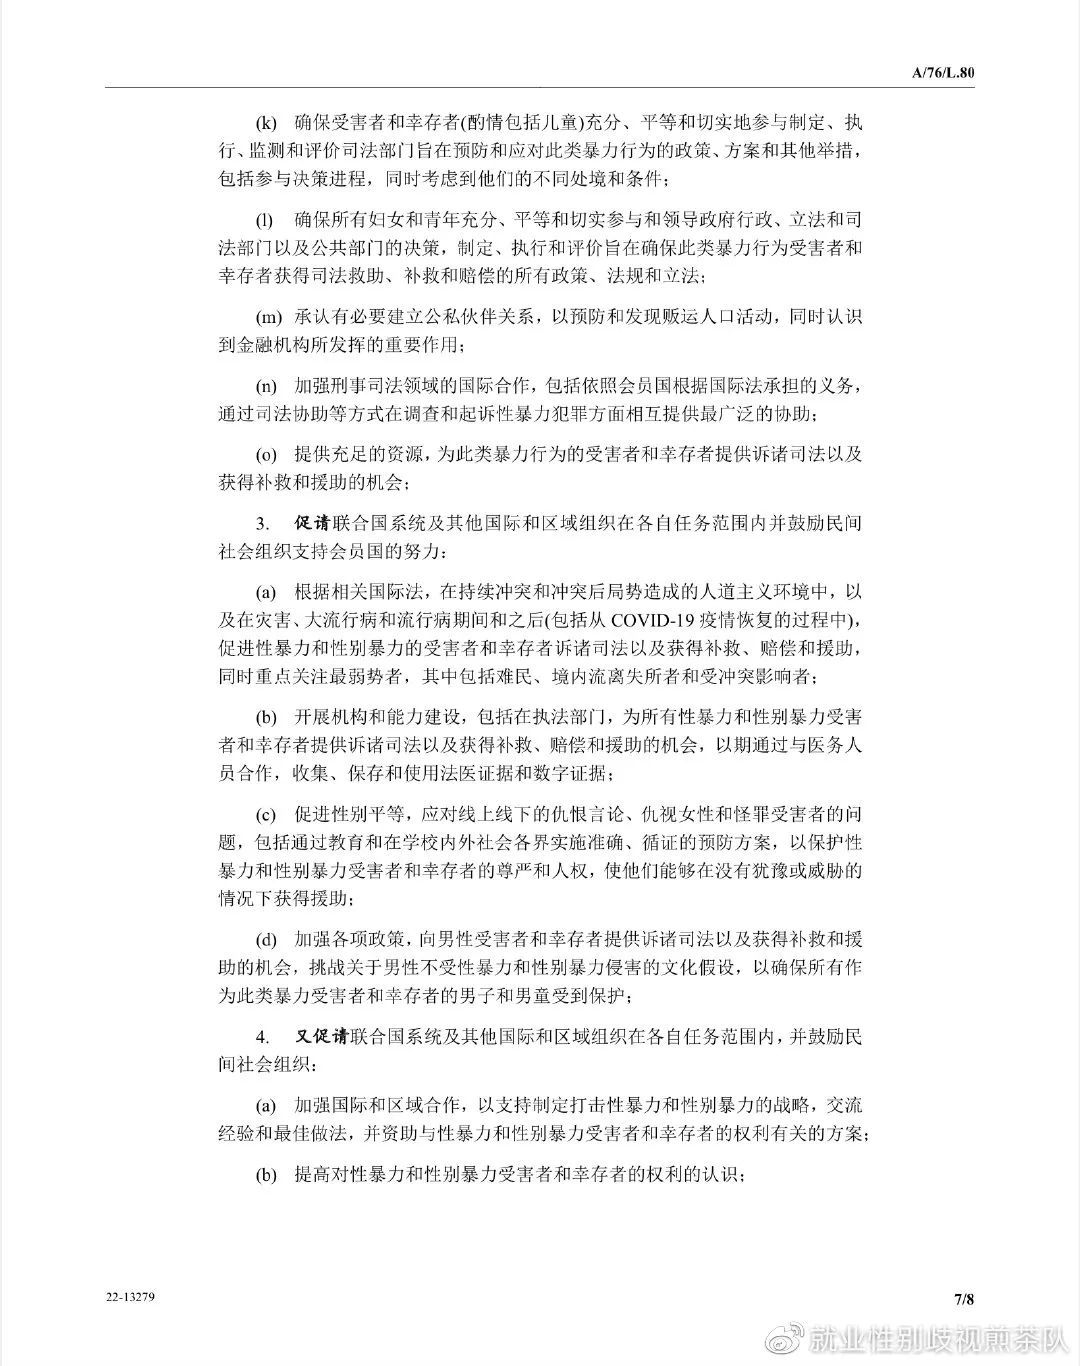 A/76/L.80
(k) 确保受害者和幸存者(酌情包括儿童)充分、平等和切实地参与制定、执
行、监测和评价司法部门旨在预防和应对此类暴力行为的政策、方案和其他举措，
包括参与决策进程，同时考虑到他们的不同处境和条件；
(l) 确保所有妇女和青年充分、平等和切实参与和领导政府行政、立法和司
法部门以及公共部门的决策，制定、执行和评价旨在确保此类暴力行为受害者和
幸存者获得司法救助、补救和赔偿的所有政策、法规和立法；
(m) 承认有必要建立公私伙伴关系，以预防和发现贩运人口活动，同时认识
到金融机构所发挥的重要作用；
(n) 加强刑事司法领域的国际合作，包括依照会员国根据国际法承担的义务，
通过司法协助等方式在调查和起诉性暴力犯罪方面相互提供最广泛的协助；
(o) 提供充足的资源，为此类暴力行为的受害者和幸存者提供诉诸司法以及
获得补救和援助的机会；
3. 促请联合国系统及其他国际和区域组织在各自任务范围内并鼓励民间
社会组织支持会员国的努力：
(a) 根据相关国际法，在持续冲突和冲突后局势造成的人道主义环境中，以
及在灾害、大流行病和流行病期间和之后(包括从 COVID-19 疫情恢复的过程中)，
促进性暴力和性别暴力的受害者和幸存者诉诸司法以及获得补救、赔偿和援助，
同时重点关注最弱势者，其中包括难民、境内流离失所者和受冲突影响者；
(b) 开展机构和能力建设，包括在执法部门，为所有性暴力和性别暴力受害
者和幸存者提供诉诸司法以及获得补救、赔偿和援助的机会，以期通过与医务人
员合作，收集、保存和使用法医证据和数字证据；
(c) 促进性别平等，应对线上线下的仇恨言论、仇视女性和怪罪受害者的问
题，包括通过教育和在学校内外社会各界实施准确、循证的预防方案，以保护性
暴力和性别暴力受害者和幸存者的尊严和人权，使他们能够在没有犹豫或威胁的
情况下获得援助；
(d) 加强各项政策，向男性受害者和幸存者提供诉诸司法以及获得补救和援
助的机会，挑战关于男性不受性暴力和性别暴力侵害的文化假设，以确保所有作
为此类暴力受害者和幸存者的男子和男童受到保护；
4. 又促请联合国系统及其他国际和区域组织在各自任务范围内，并鼓励民
间社会组织：
(a) 加强国际和区域合作，以支持制定打击性暴力和性别暴力的战略，交流
经验和最佳做法，并资助与性暴力和性别暴力受害者和幸存者的权利有关的方案；
(b) 提高对性暴力和性别暴力受害者和幸存者的权利的认识；
22-13279
7/8
就业性别歧视煎茶队